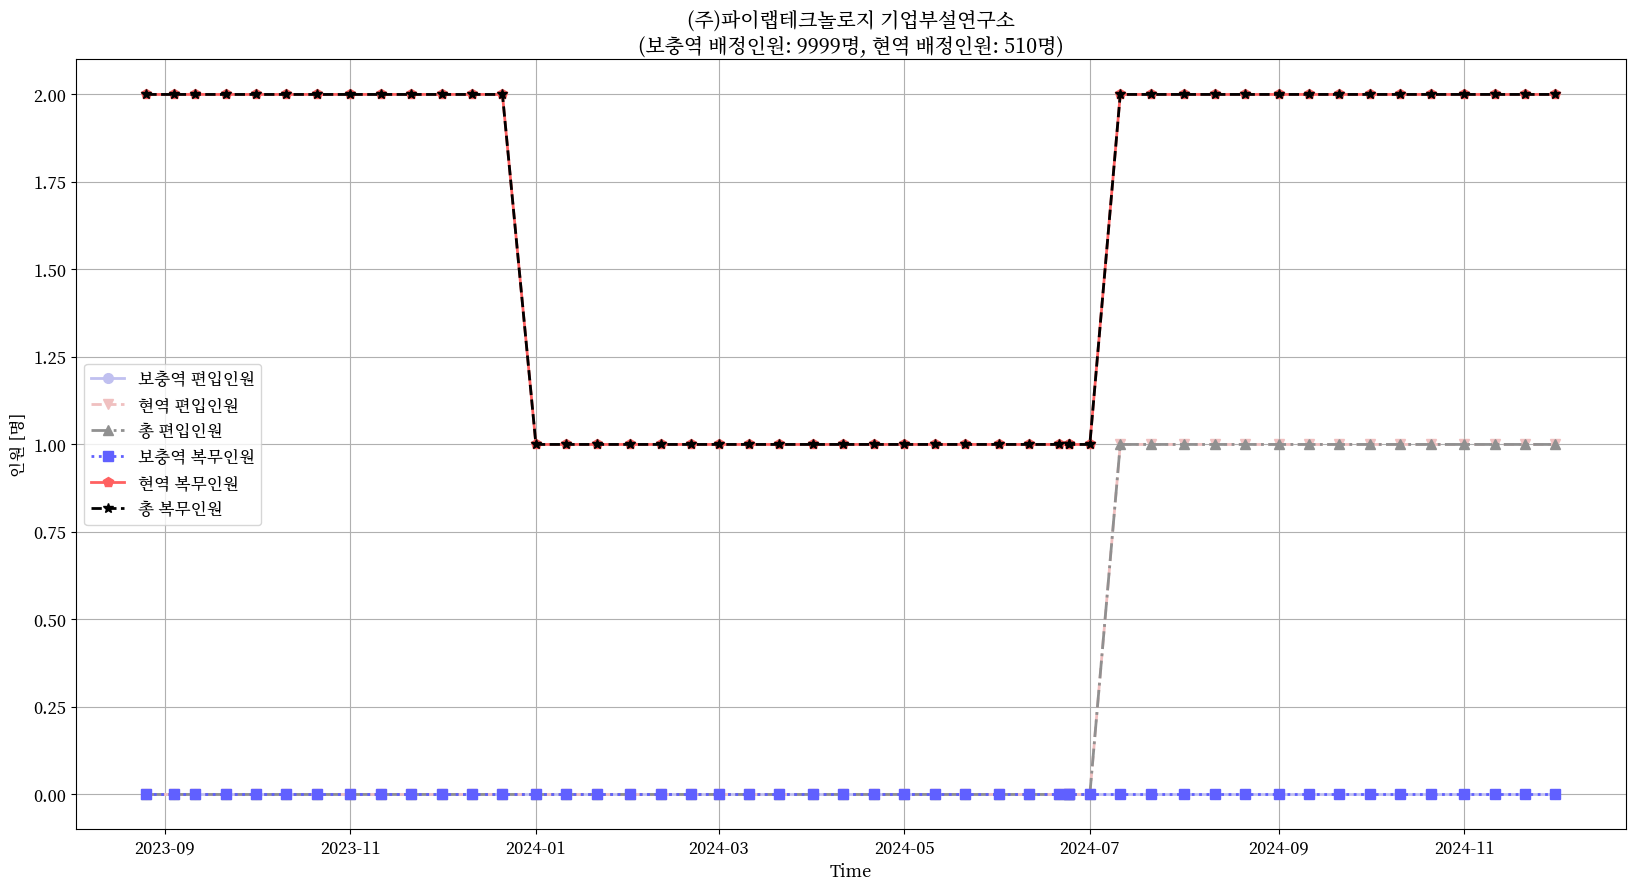 (주)파이랩테크놀로지 기업부설연구소
(보충역 배정인원: 9999명, 현역 배정인원: 510명)
인원 [명]
2.00
1.75
1.50
1.25
1.00
0.75
0.50
0.25
0.00
보충역 편입인원
현역 편입인원
총 편입인원
보충역 복무인원
현역 복무인원
총 복무인원
2023-09
2023-11
2024-01
2024-03
2024-05
2024-07
2024-09
2024-11
Time